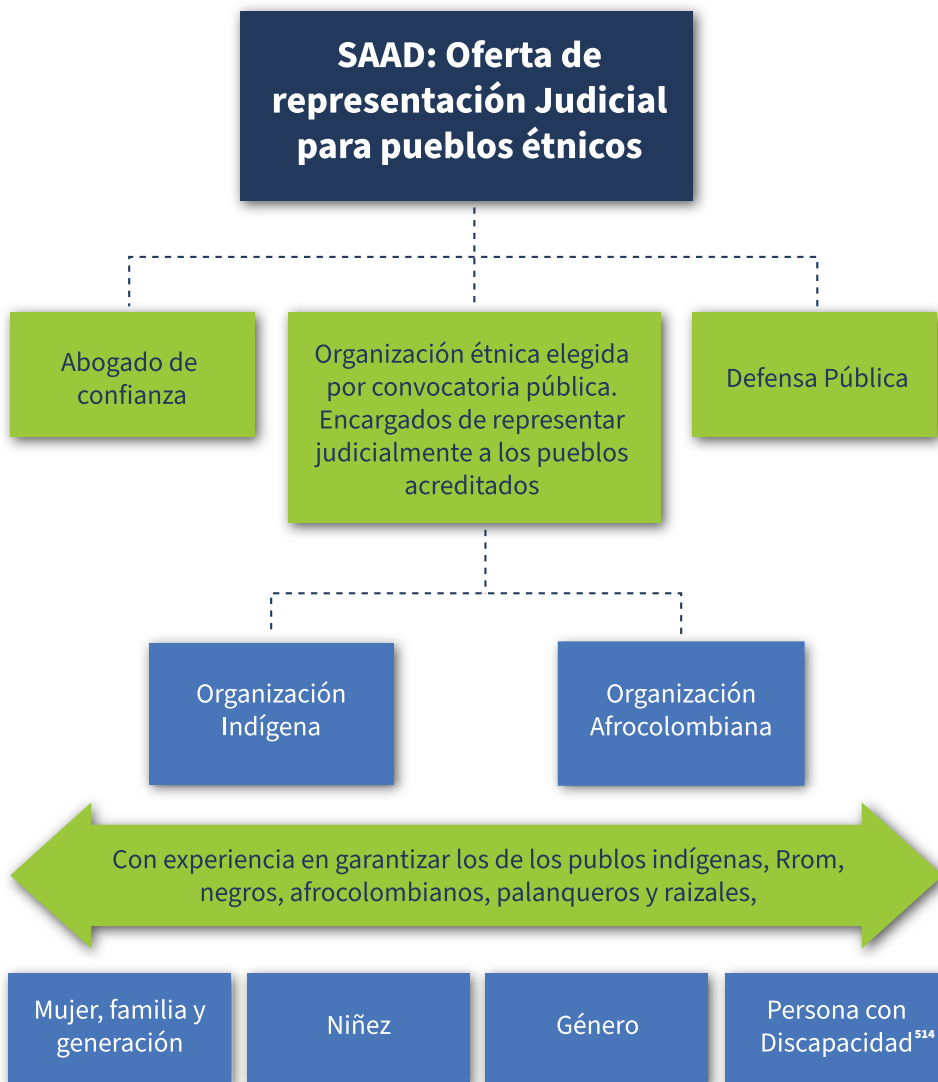 SAAD: Oferta de
representación Judicial
para pueblos étnicos
Abogado de
confianza
Organización étnica elegida
por convocatoria pública.
Encargados de representar
judicialmente a los pueblos
acreditados
Defensa Pública
Organización
Indígena
Organización
Afrocolombiana
Con experiencia en garantizar los de los publos indígenas, Rrom,
negros, afrocolombianos, palanqueros y raizales,
Mujer, familia y
generación
Niñez
Género
Persona con
Discapacidad⁵¹⁴